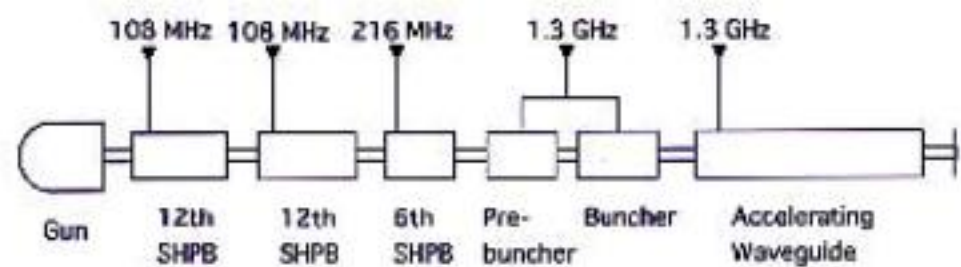 108 MHz 108 MHz 216 MHz 1.3 GHz 1.3 GHz
Gun 12th 12th 6th Pre- Buncher Accelerating
SHPB SHPB SHPB buncher Waveguide